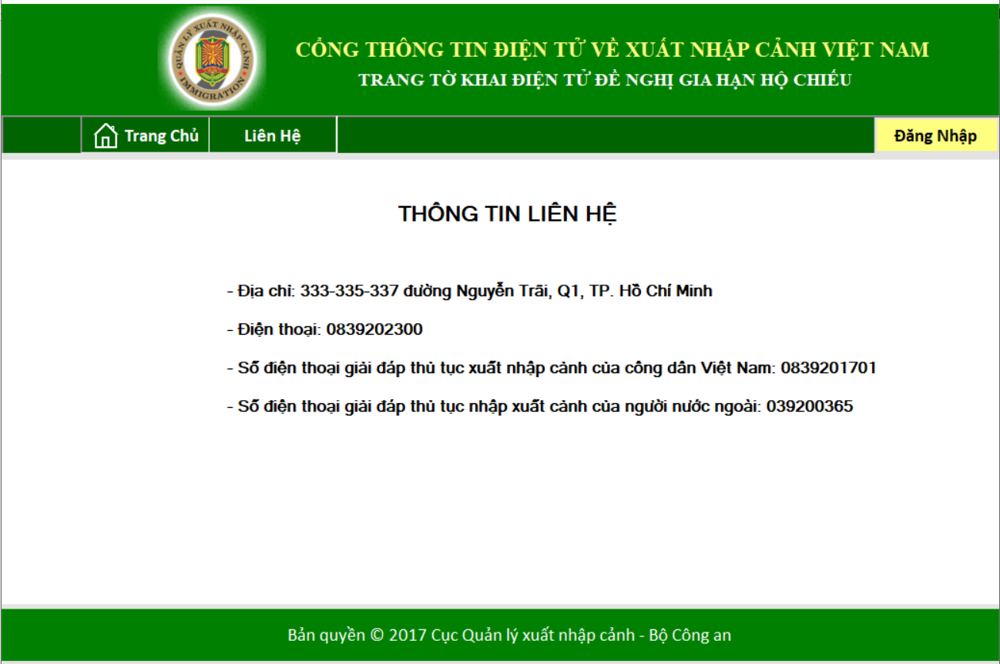 QUẢN LÝ XUẤT NHẬP CẢNH
IMMIGRATION
CỔNG THÔNG TIN ĐIỆN TỬ VỀ XUẤT NHẬP CẢNH VIỆT NAM
TRANG TỜ KHAI ĐIỆN TỬ ĐỀ NGHỊ GIA HẠN HỘ CHIẾU
Trang Chủ
Liên Hệ
Đăng Nhập
THÔNG TIN LIÊN HỆ
- Địa chỉ: 333-335-337 đường Nguyễn Trãi, Q1, TP. Hồ Chí Minh
- Điện thoại: 0839202300
- Số điện thoại giải đáp thủ tục xuất nhập cảnh của công dân Việt Nam: 0839201701
- Số điện thoại giải đáp thủ tục nhập xuất cảnh của người nước ngoài: 039200365
Bản quyền © 2017 Cục Quản lý xuất nhập cảnh - Bộ Công an